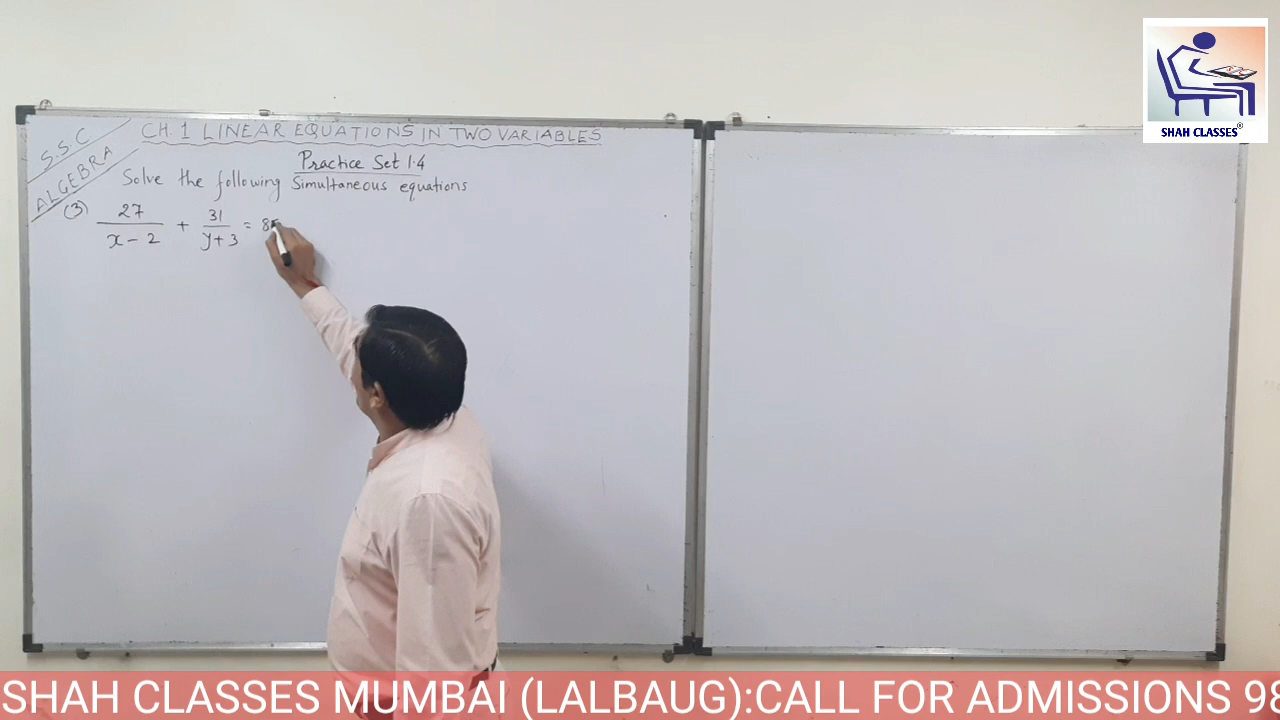 SHAH CLASSES®
S.S.C
ALGEBRA
CH 1 LINEAR EQUATIONS IN TWO VARIABLES
Practice Set 1.4
Solve the following Simultaneous equations
(3) 27 / x - 2 + 31 / y + 3 = 85
SHAH CLASSES MUMBAI (LALBAUG):CALL FOR ADMISSIONS 98